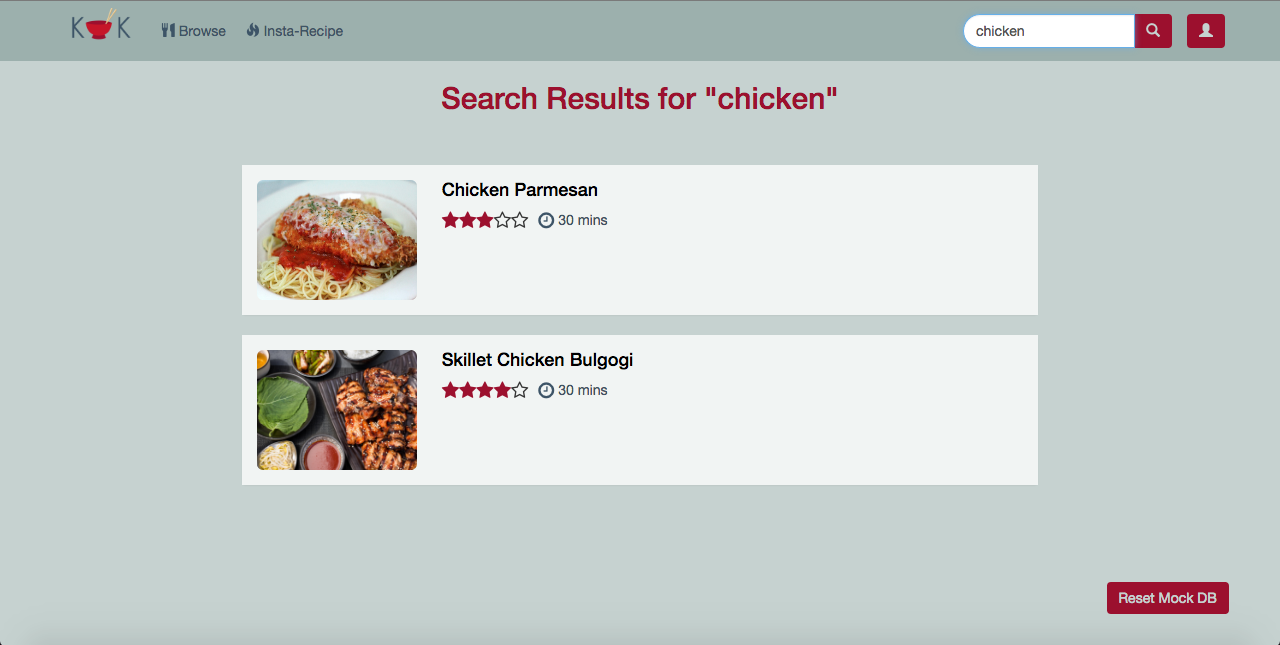 K K
Browse
Insta-Recipe
chicken
Search Results for "chicken"
Chicken Parmesan
30 mins
Skillet Chicken Bulgogi
30 mins
Reset Mock DB